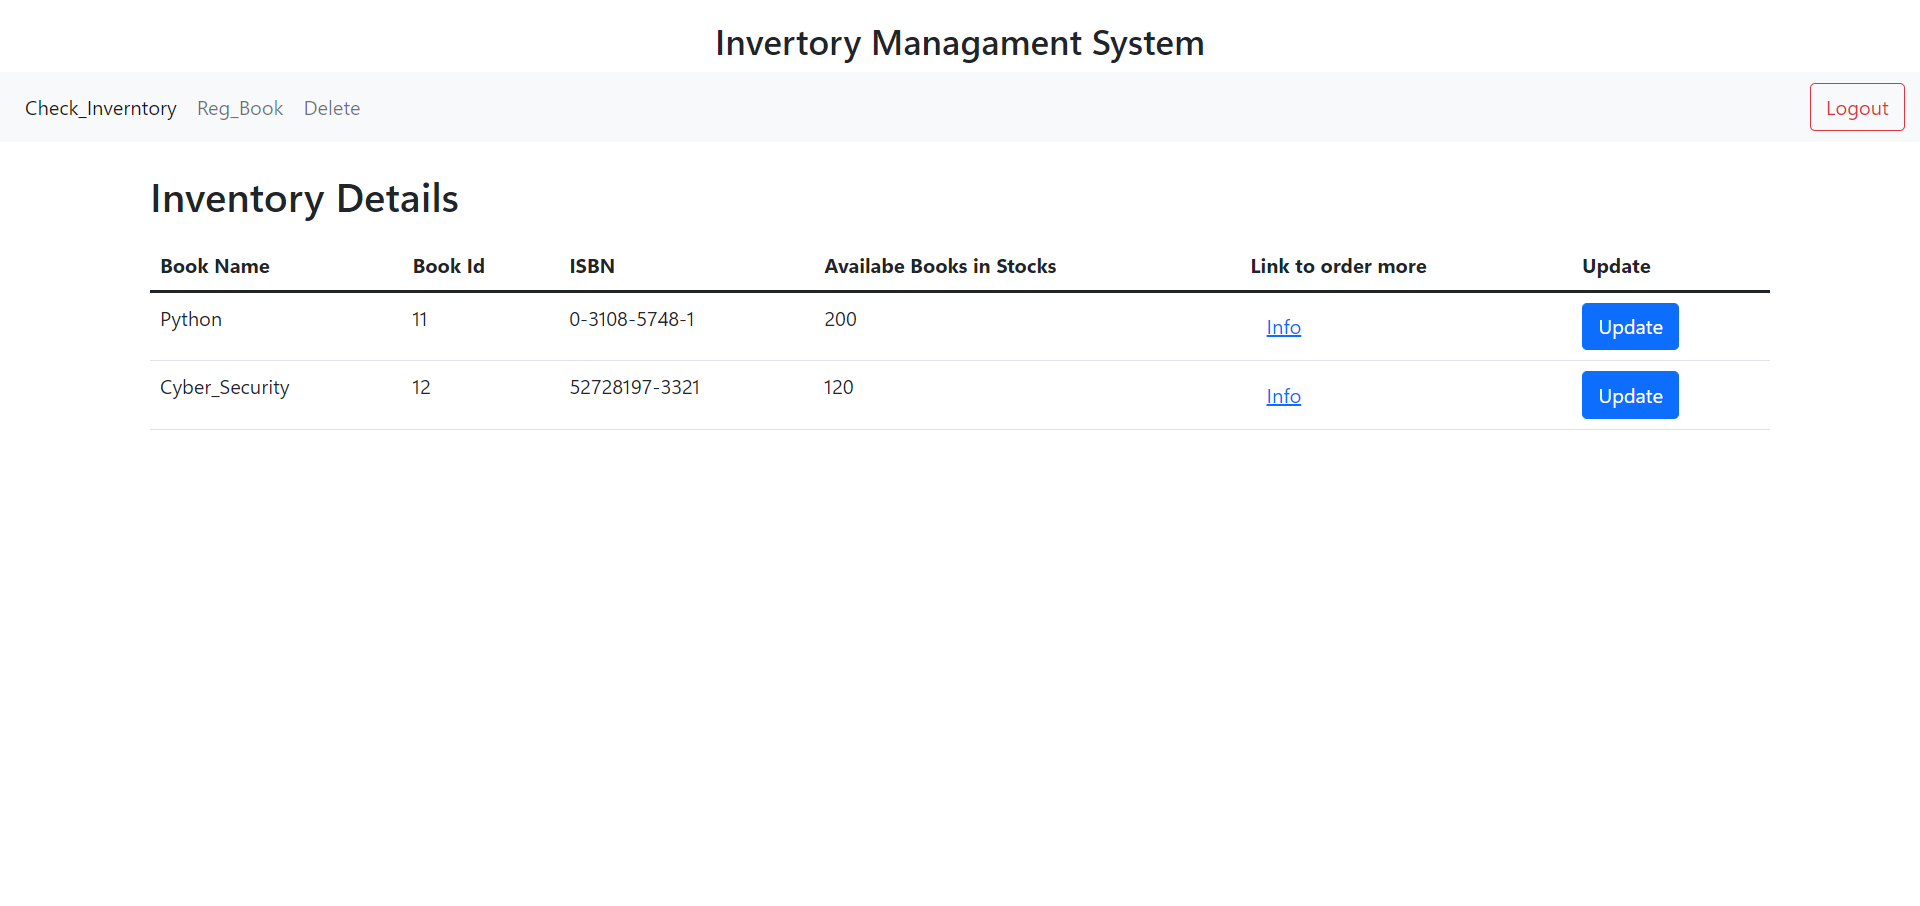 Invertory Managament System
Check_Inverntory Reg_Book Delete Logout
Inventory Details
Book Name Book Id ISBN Availabe Books in Stocks Link to order more Update
Python 11 0-3108-5748-1 200 Info Update
Cyber_Security 12 52728197-3321 120 Info Update